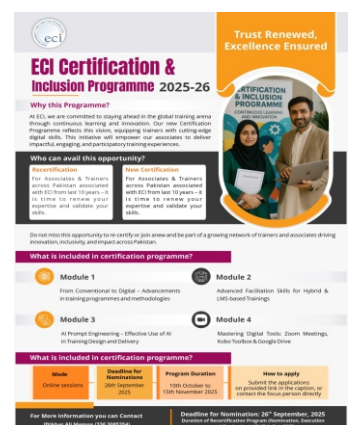 eci
Trust Renewed,
Excellence Ensured
ECI Certification &
Inclusion Programme 2025-26
Why this Programme?
At ECI, we are committed to staying ahead in the global training arena
through continuous learning and innovation. Our new Certification
Programme reflects this vision, equipping trainers with cutting-edge
digital skills. This initiative will empower our associates to deliver
impactful, engaging, and participatory training experiences.
CERTIFICATION &
INCLUSION
PROGRAMME
CONTINUOUS LEARNING
AND INNOVATION
Who can avail this opportunity?
Recertification
For Associates & Trainers
across Pakistan associated
with ECI from last 10 years – it
is time to renew your
expertise and validate your
skills.
New Certification
For Associates & Trainers
across Pakistan associated
with ECI from last 10 years – it
is time to renew your
expertise and validate your
skills.
Do not miss this opportunity to re-certify or join anew and be part of a growing network of trainers and associates driving
innovation, inclusivity, and impact across Pakistan.
What is included in certification programme?
Module 1
From Conventional to Digital – Advancements
in training programmes and methodologies
Module 2
Advanced Facilitation Skills for Hybrid &
LMS-based Trainings
Module 3
AI Prompt Engineering – Effective Use of AI
in Training Design and Delivery
Module 4
Mastering Digital Tools: Zoom Meetings,
Kobo Toolbox & Google Drive
What is included in certification programme?
Mode
Online sessions
Deadline for
Nominations
26th September
2025
Program Duration
10th October to
15th November 2025
How to apply
Submit the applications
on provided link in the caption, or
contact the focus person directly
For More Information you can Contact
Deadline for Nomination: 26th September, 2025
Duration of Recertification Program (Nomination, Execution